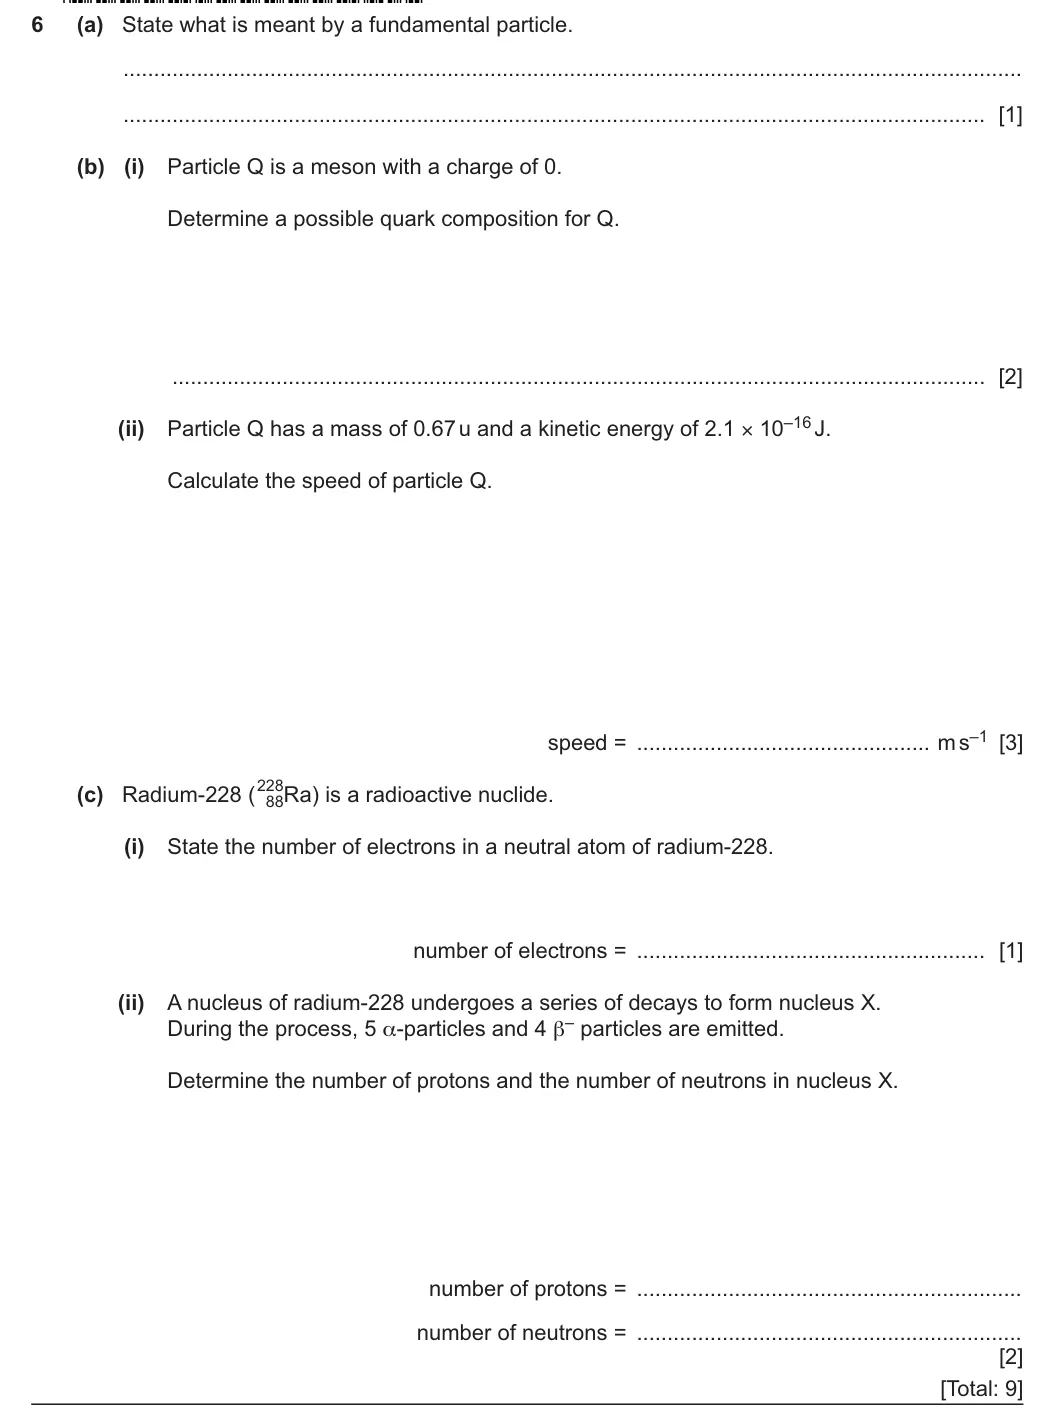 6 (a) State what is meant by a fundamental particle.
..........................................................................................................................................
.................................................................................................................................... [1]
(b) (i) Particle Q is a meson with a charge of 0.
Determine a possible quark composition for Q.
............................................................................................................................. [2]
(ii) Particle Q has a mass of 0.67 u and a kinetic energy of 2.1 × 10⁻¹⁶ J.
Calculate the speed of particle Q.
speed = ................................................ m s⁻¹ [3]
(c) Radium-228 (²²⁸₈₈Ra) is a radioactive nuclide.
(i) State the number of electrons in a neutral atom of radium-228.
number of electrons = ......................................................... [1]
(ii) A nucleus of radium-228 undergoes a series of decays to form nucleus X.
During the process, 5 α-particles and 4 β⁻ particles are emitted.
Determine the number of protons and the number of neutrons in nucleus X.
number of protons = ...............................................................
number of neutrons = ...............................................................
[2]
[Total: 9]